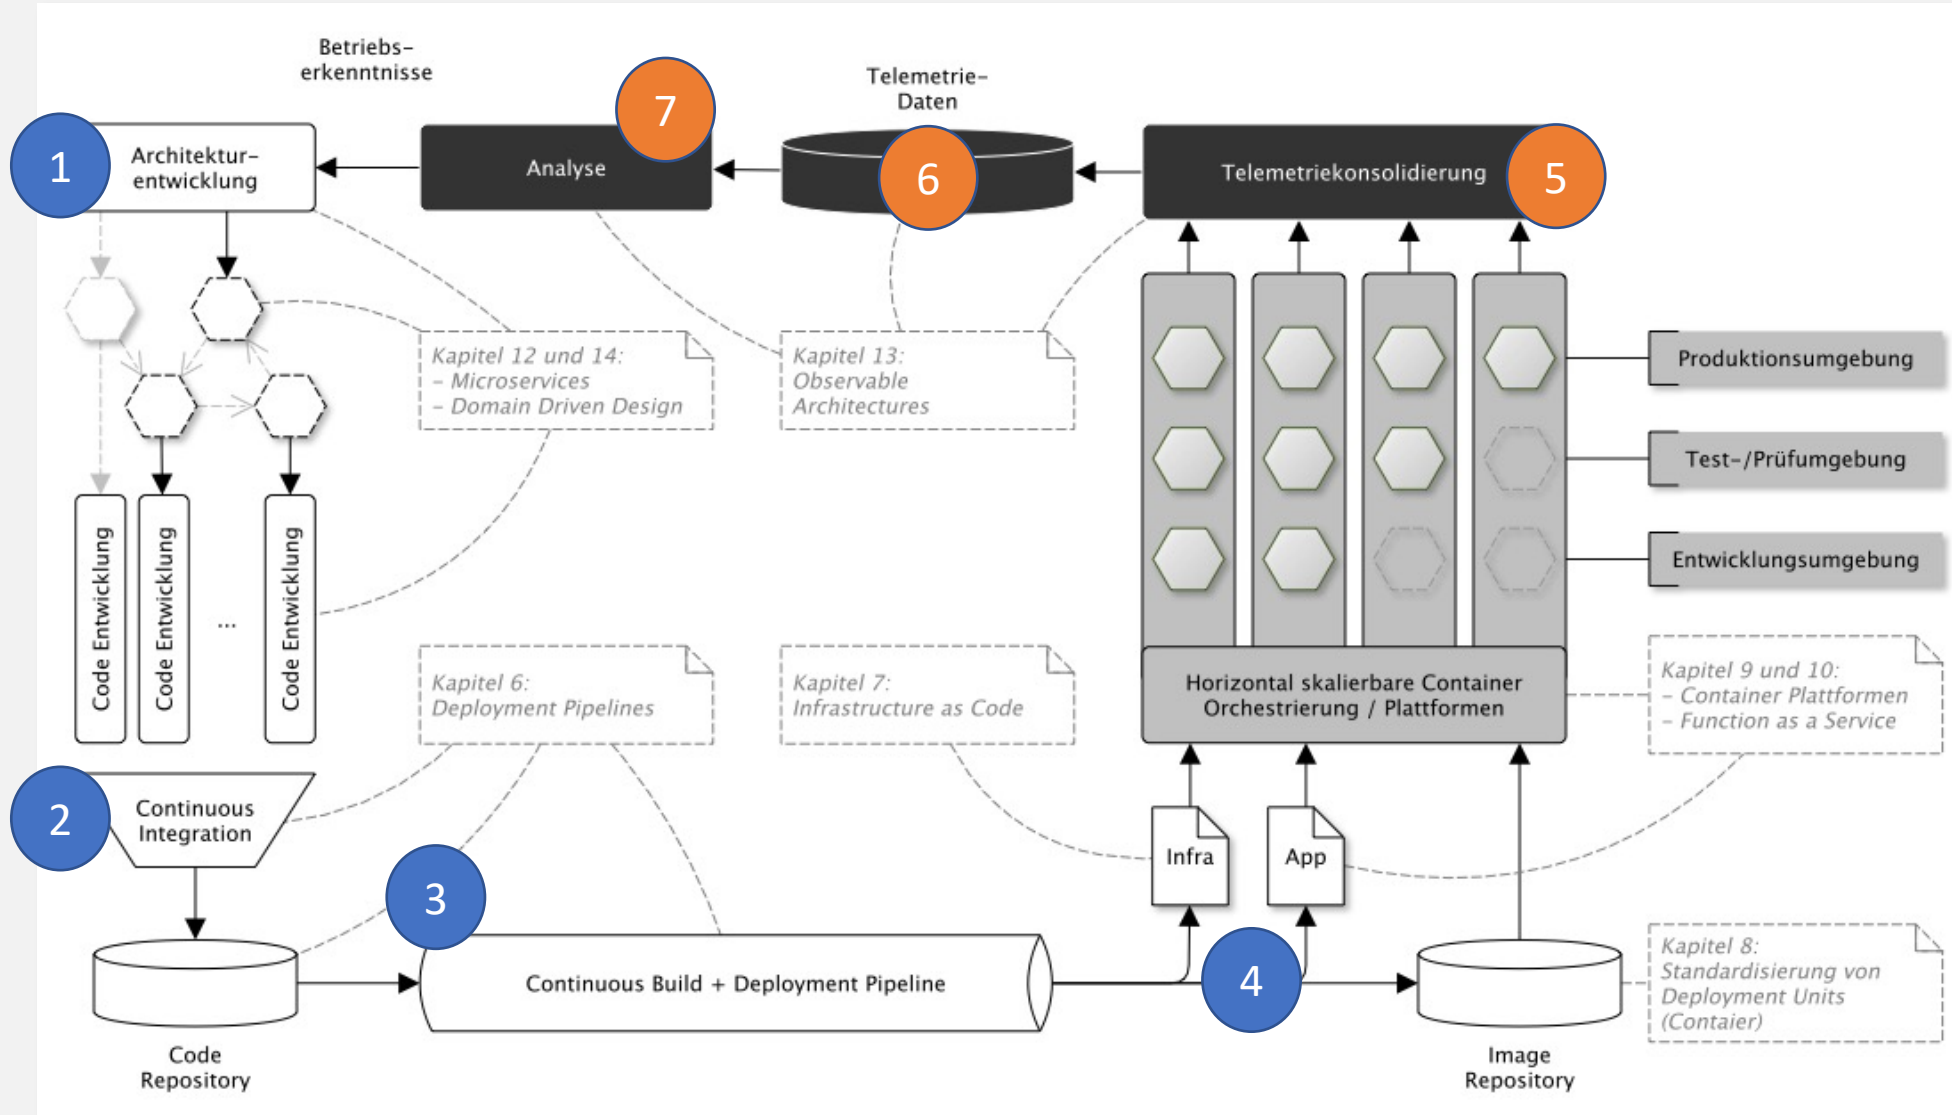 Betriebs-
erkenntnisse
Telemetrie-
Daten
1
Architektur-
entwicklung
7
Analyse
6
Telemetriekonsolidierung
5
Kapitel 12 und 14:
- Microservices
- Domain Driven Design
Kapitel 13:
Observable
Architectures
Produktionsumgebung
Test-/Prüfumgebung
Entwicklungsumgebung
Code Entwicklung
Code Entwicklung
...
Code Entwicklung
Kapitel 6:
Deployment Pipelines
Kapitel 7:
Infrastructure as Code
Horizontal skalierbare Container
Orchestrierung / Plattformen
Kapitel 9 und 10:
- Container Plattformen
- Function as a Service
2
Continuous
Integration
3
Infra
App
Continuous Build + Deployment Pipeline
4
Kapitel 8:
Standardisierung von
Deployment Units
(Contaier)
Code
Repository
Image
Repository